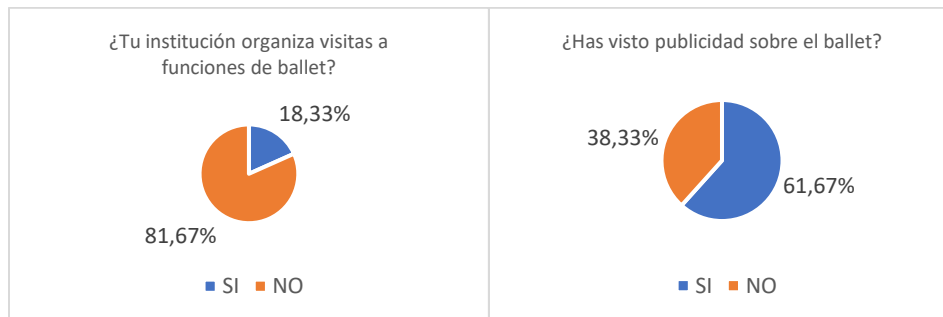 ¿Tu institución organiza visitas a
funciones de ballet?
18,33%
81,67%
SI NO
¿Has visto publicidad sobre el ballet?
38,33%
61,67%
SI NO